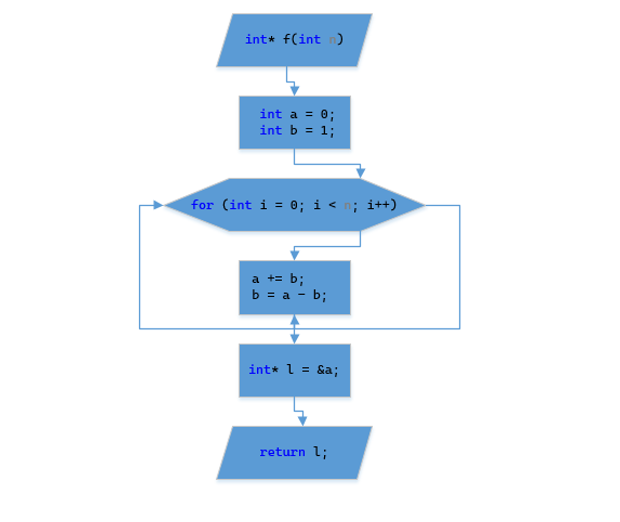 int* f(int n)
int a = 0;
int b = 1;
for (int i = 0; i < n; i++)
a += b;
b = a - b;
int* l = &a;
return l;